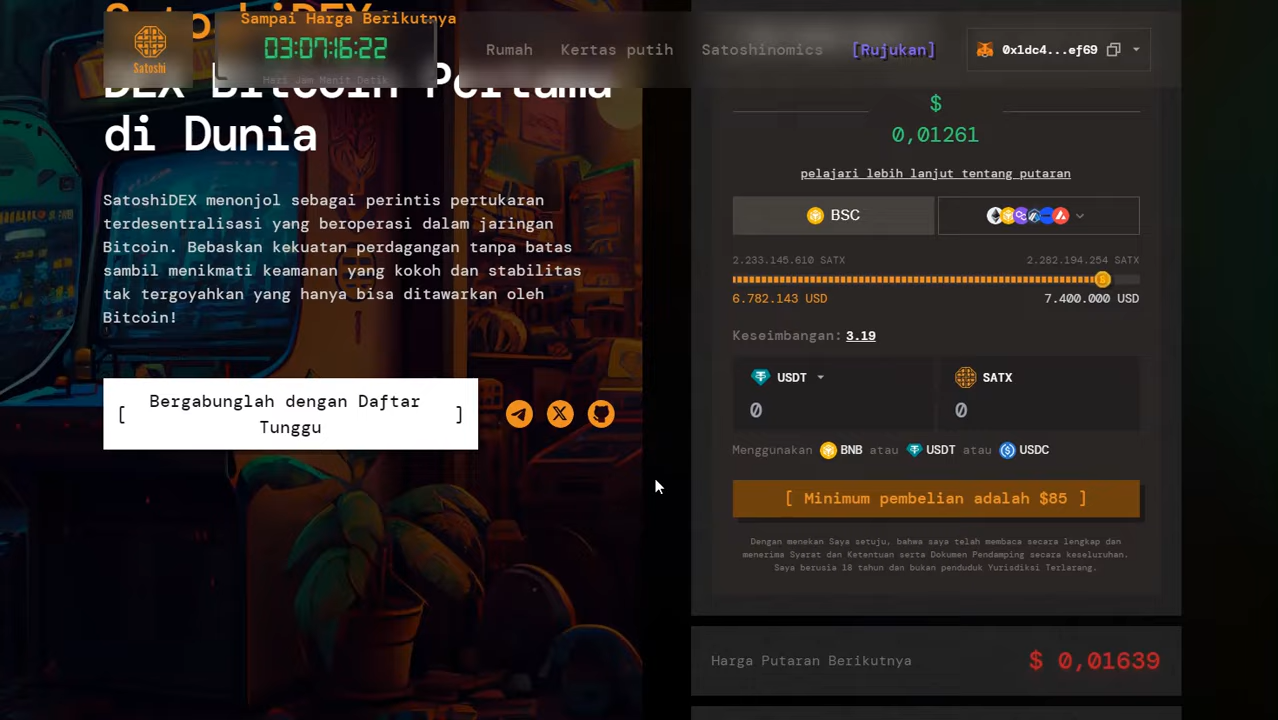 SatoshiDEX
Sampai Harga Berikutnya
03:07:16:22
Hari Jam Menit Detik
Satoshi
Rumah
Kertas putih
Satoshinomics
[Rujukan]
0x1dc4...ef69
DEX Bitcoin Pertama
di Dunia
SatoshiDEX menonjol sebagai perintis pertukaran
terdesentralisasi yang beroperasi dalam jaringan
Bitcoin. Bebaskan kekuatan perdagangan tanpa batas
sambil menikmati keamanan yang kokoh dan stabilitas
tak tergoyahkan yang hanya bisa ditawarkan oleh
Bitcoin!
[ Bergabunglah dengan Daftar
Tunggu ]
$
0,01261
pelajari lebih lanjut tentang putaran
BSC
2.233.145.610 SATX
2.282.194.254 SATX
6.782.143 USD
7.400.000 USD
Keseimbangan: 3.19
USDT
SATX
0
0
Menggunakan BNB atau USDT atau USDC
[ Minimum pembelian adalah $85 ]
Dengan menekan Saya setuju, bahwa saya telah membaca secara lengkap dan
menerima Syarat dan Ketentuan serta Dokumen Pendamping secara keseluruhan.
Saya berusia 18 tahun dan bukan penduduk Yurisdiksi Terlarang.
Harga Putaran Berikutnya
$ 0,01639